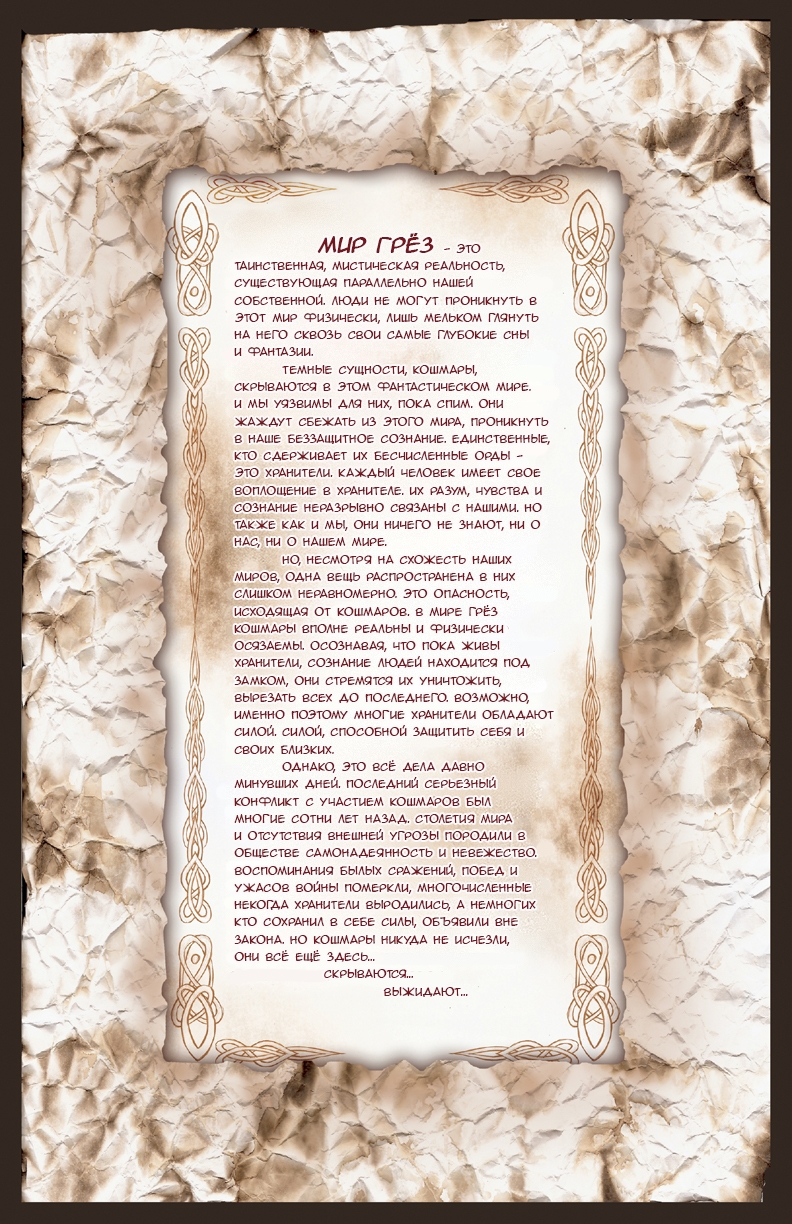 МИР ГРЁЗ – ЭТО
ТАИНСТВЕННАЯ, МИСТИЧЕСКАЯ РЕАЛЬНОСТЬ,
СУЩЕСТВУЮЩАЯ ПАРАЛЛЕЛЬНО НАШЕЙ
СОБСТВЕННОЙ. ЛЮДИ НЕ МОГУТ ПРОНИКНУТЬ В
ЭТОТ МИР ФИЗИЧЕСКИ, ЛИШЬ МЕЛЬКОМ ГЛЯНУТЬ
НА НЕГО СКВОЗЬ СВОИ САМЫЕ ГЛУБОКИЕ СНЫ
И ФАНТАЗИИ.
ТЕМНЫЕ СУЩНОСТИ, КОШМАРЫ,
СКРЫВАЮТСЯ В ЭТОМ ФАНТАСТИЧЕСКОМ МИРЕ.
И МЫ УЯЗВИМЫ ДЛЯ НИХ, ПОКА СПИМ. ОНИ
ЖАЖДУТ СБЕЖАТЬ ИЗ ЭТОГО МИРА, ПРОНИКНУТЬ
В НАШЕ БЕЗЗАЩИТНОЕ СОЗНАНИЕ. ЕДИНСТВЕННЫЕ,
КТО СДЕРЖИВАЕТ ИХ БЕСЧИСЛЕННЫЕ ОРДЫ –
ЭТО ХРАНИТЕЛИ. КАЖДЫЙ ЧЕЛОВЕК ИМЕЕТ СВОЕ
ВОПЛОЩЕНИЕ В ХРАНИТЕЛЕ. ИХ РАЗУМ, ЧУВСТВА И
СОЗНАНИЕ НЕРАЗРЫВНО СВЯЗАНЫ С НАШИМИ. НО
ТАКЖЕ КАК И МЫ, ОНИ НИЧЕГО НЕ ЗНАЮТ, НИ О
НАС, НИ О НАШЕМ МИРЕ.
НО, НЕСМОТРЯ НА СХОЖЕСТЬ НАШИХ
МИРОВ, ОДНА ВЕЩЬ РАСПРОСТРАНЕНА В НИХ
СЛИШКОМ НЕРАВНОМЕРНО. ЭТО ОПАСНОСТЬ,
ИСХОДЯЩАЯ ОТ КОШМАРОВ. В МИРЕ ГРЁЗ
КОШМАРЫ ВПОЛНЕ РЕАЛЬНЫ И ФИЗИЧЕСКИ
ОСЯЗАЕМЫ. ОСОЗНАВАЯ, ЧТО ПОКА ЖИВЫ
ХРАНИТЕЛИ, СОЗНАНИЕ ЛЮДЕЙ НАХОДИТСЯ ПОД
ЗАМКОМ, ОНИ СТРЕМЯТСЯ ИХ УНИЧТОЖИТЬ,
ВЫРЕЗАТЬ ВСЕХ ДО ПОСЛЕДНЕГО. ВОЗМОЖНО,
ИМЕННО ПОЭТОМУ МНОГИЕ ХРАНИТЕЛИ ОБЛАДАЮТ
СИЛОЙ. СИЛОЙ, СПОСОБНОЙ ЗАЩИТИТЬ СЕБЯ И
СВОИХ БЛИЗКИХ.
ОДНАКО, ЭТО ВСЁ ДЕЛА ДАВНО
МИНУВШИХ ДНЕЙ. ПОСЛЕДНИЙ СЕРЬЕЗНЫЙ
КОНФЛИКТ С УЧАСТИЕМ КОШМАРОВ БЫЛ
МНОГИЕ СОТНИ ЛЕТ НАЗАД. СТОЛЕТИЯ МИРА
И ОТСУТСТВИЯ ВНЕШНЕЙ УГРОЗЫ ПОРОДИЛИ В
ОБЩЕСТВЕ САМОНАДЕЯННОСТЬ И НЕВЕЖЕСТВО.
ВОСПОМИНАНИЯ БЫЛЫХ СРАЖЕНИЙ, ПОБЕД И
УЖАСОВ ВОЙНЫ ПОМЕРКЛИ, МНОГОЧИСЛЕННЫЕ
НЕКОГДА ХРАНИТЕЛИ ВЫРОДИЛИСЬ, А НЕМНОГИХ
КТО СОХРАНИЛ В СЕБЕ СИЛЫ, ОБЪЯВИЛИ ВНЕ
ЗАКОНА. НО КОШМАРЫ НИКУДА НЕ ИСЧЕЗЛИ,
ОНИ ВСЁ ЕЩЁ ЗДЕСЬ...
СКРЫВАЮТСЯ...
ВЫЖИДАЮТ...